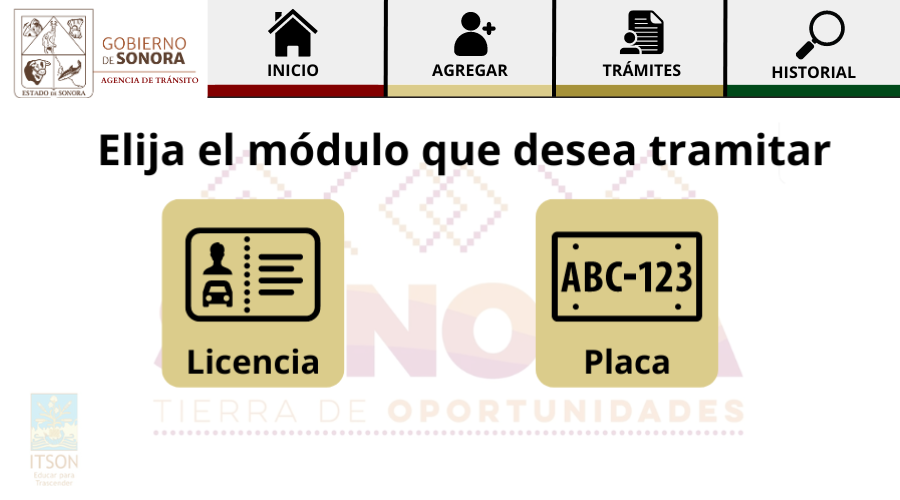 GOBIERNO
DE SONORA
AGENCIA DE TRÁNSITO
ESTADO DE SONORA
INICIO
AGREGAR
TRÁMITES
HISTORIAL
Elija el módulo que desea tramitar
ABC-123
Licencia
Placa
SONORA
TIERRA DE OPORTUNIDADES
ITSON
Educar para
Trascender